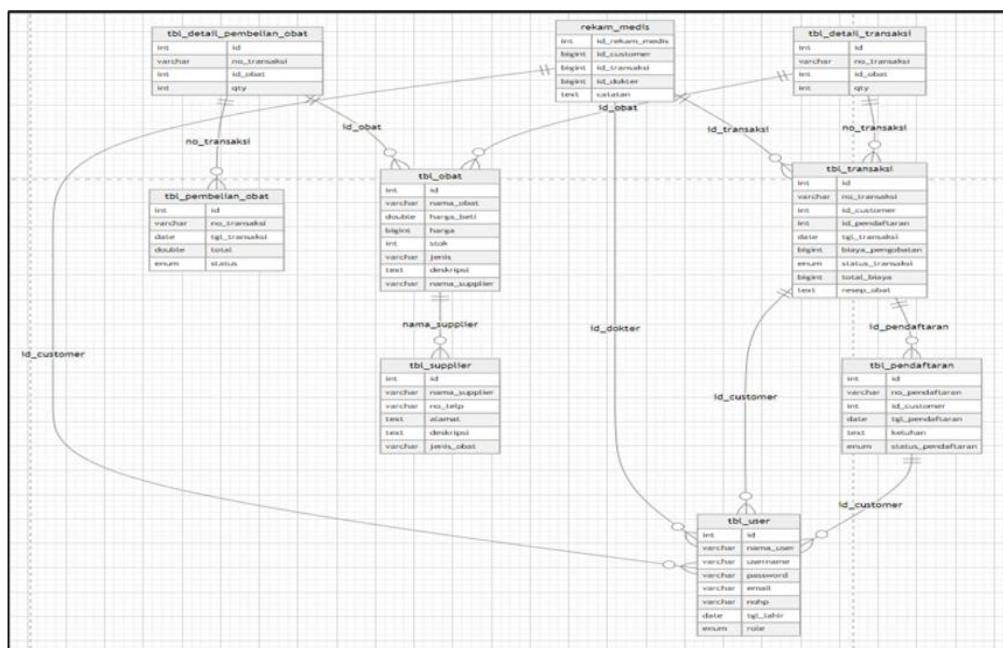 tbl_detail_pembelian_obat
int id
varchar no_transaksi
int id_obat
int qty
rekam_medis
int id_rekam_medis
bigint id_customer
bigint id_transaksi
bigint id_dokter
text catatan
tbl_detail_transaksi
int id
varchar no_transaksi
int id_obat
int qty
id_obat
id_obat
id_transaksi
no_transaksi
no_transaksi
tbl_pembelian_obat
int id
varchar no_transaksi
date tgl_transaksi
double total
enum status
tbl_obat
int id
varchar nama_obat
double harga_beli
bigint harga
int stok
varchar jenis
text deskripsi
varchar nama_supplier
tbl_transaksi
int id
varchar no_transaksi
int id_customer
int id_pendaftaran
date tgl_transaksi
bigint biaya_pengobatan
enum status_transaksi
bigint total_biaya
text resep_obat
nama_supplier
id_dokter
id_pendaftaran
id_customer
id_customer
tbl_supplier
int id
varchar nama_supplier
varchar no_telp
text alamat
text deskripsi
varchar jenis_obat
tbl_pendaftaran
int id
varchar no_pendaftaran
int id_customer
date tgl_pendaftaran
text keluhan
enum status_pendaftaran
id_customer
tbl_user
int id
varchar nama_user
varchar username
varchar password
varchar email
varchar nohp
date tgl_lahir
enum role